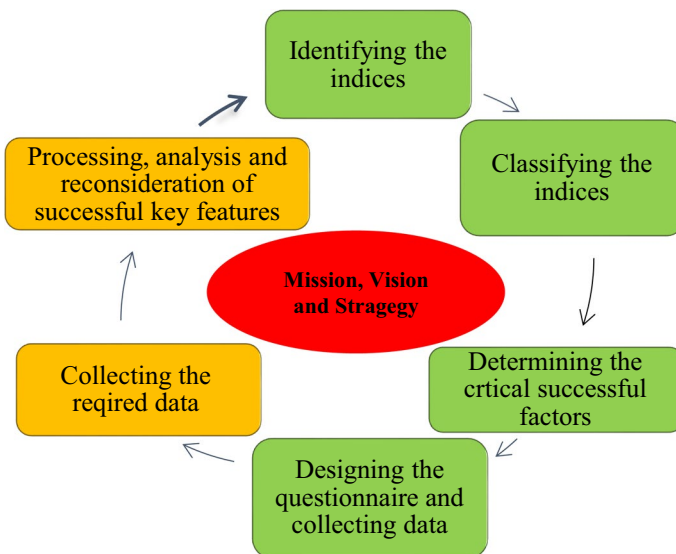 Identifying the
indices
Classifying the
indices
Determining the
crtical successful
factors
Designing the
questionnaire and
collecting data
Collecting the
reqired data
Processing, analysis and
reconsideration of
successful key features
Mission, Vision
and Stragegy